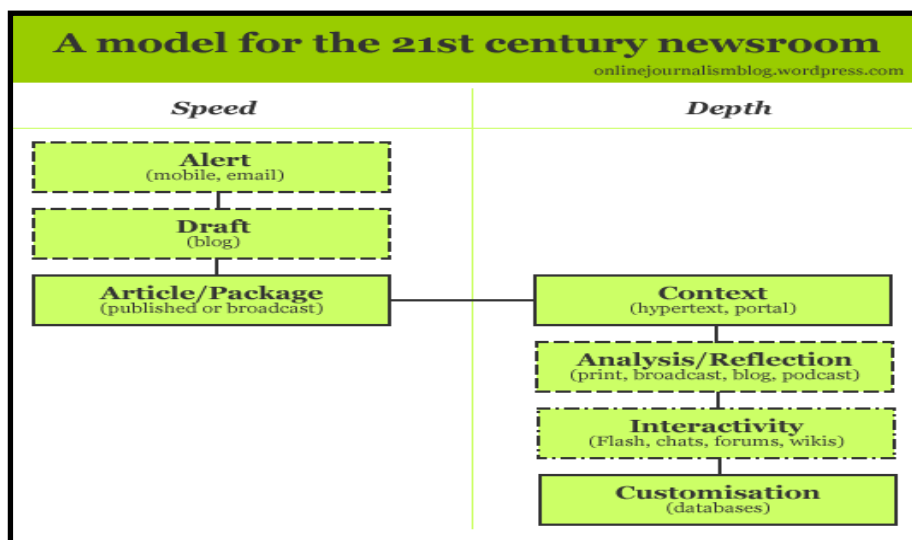 A model for the 21st century newsroom
onlinejournalismblog.wordpress.com
Speed
Depth
Alert
(mobile, email)
Draft
(blog)
Article/Package
(published or broadcast)
Context
(hypertext, portal)
Analysis/Reflection
(print, broadcast, blog, podcast)
Interactivity
(Flash, chats, forums, wikis)
Customisation
(databases)